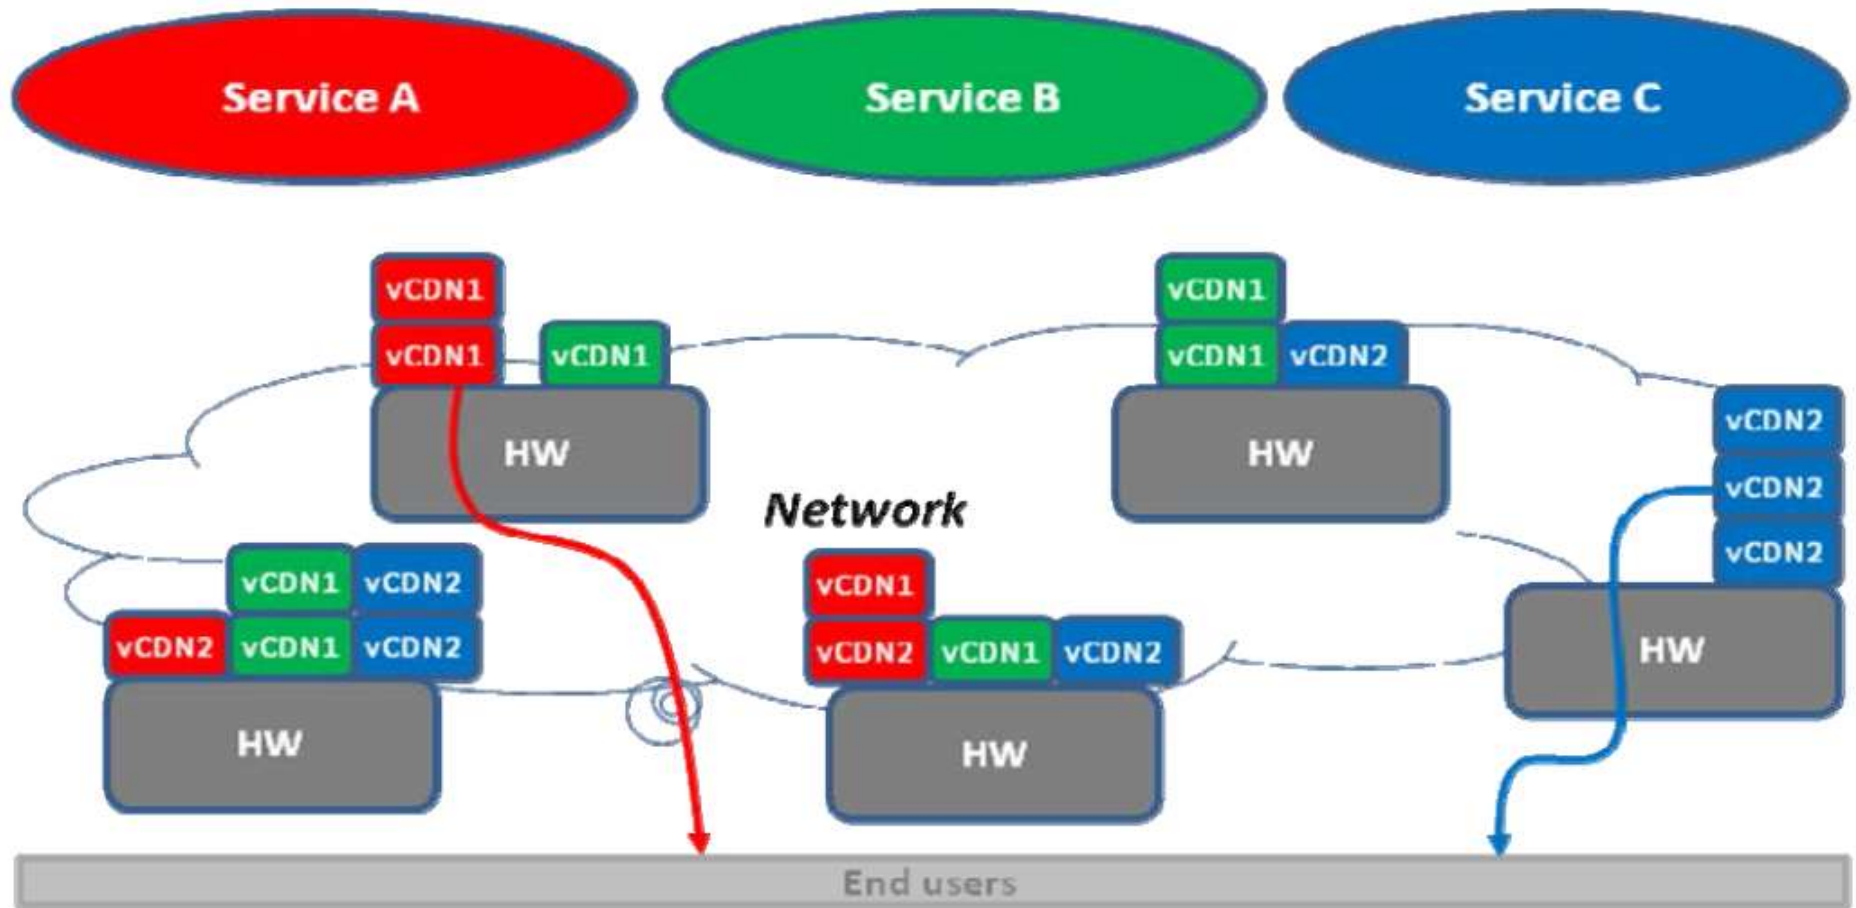 Service A
Service B
Service C
vCDN1
vCDN1
vCDN1
HW
vCDN1
vCDN1
vCDN2
HW
vCDN2
vCDN2
vCDN2
HW
Network
vCDN1
vCDN2
vCDN2
vCDN1
vCDN2
HW
vCDN1
vCDN2
vCDN1
vCDN2
HW
End users